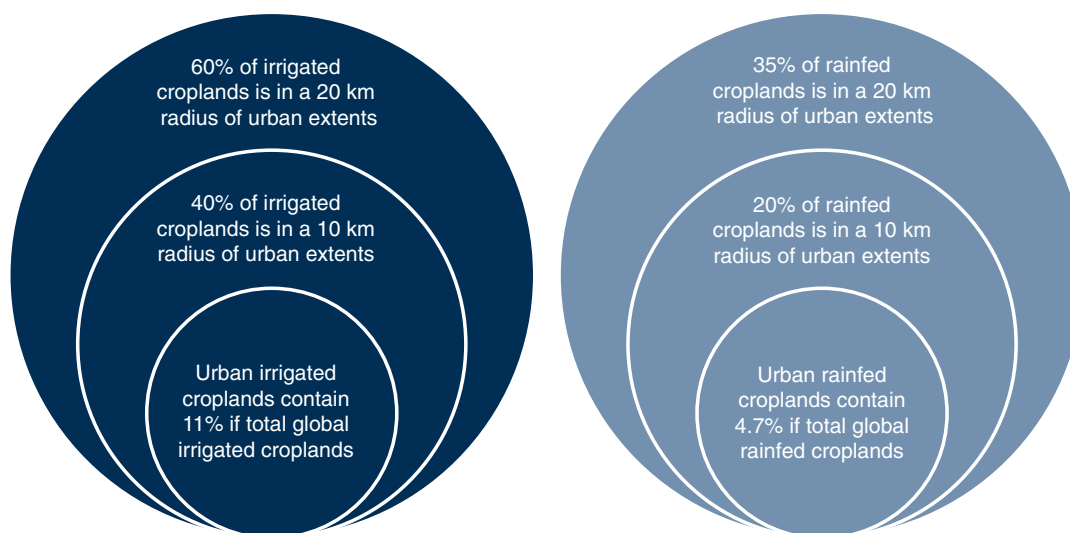 60% of irrigated
croplands is in a 20 km
radius of urban extents
40% of irrigated
croplands is in a 10 km
radius of urban extents
Urban irrigated
croplands contain
11% if total global
irrigated croplands
35% of rainfed
croplands is in a 20 km
radius of urban extents
20% of rainfed
croplands is in a 10 km
radius of urban extents
Urban rainfed
croplands contain
4.7% if total global
rainfed croplands